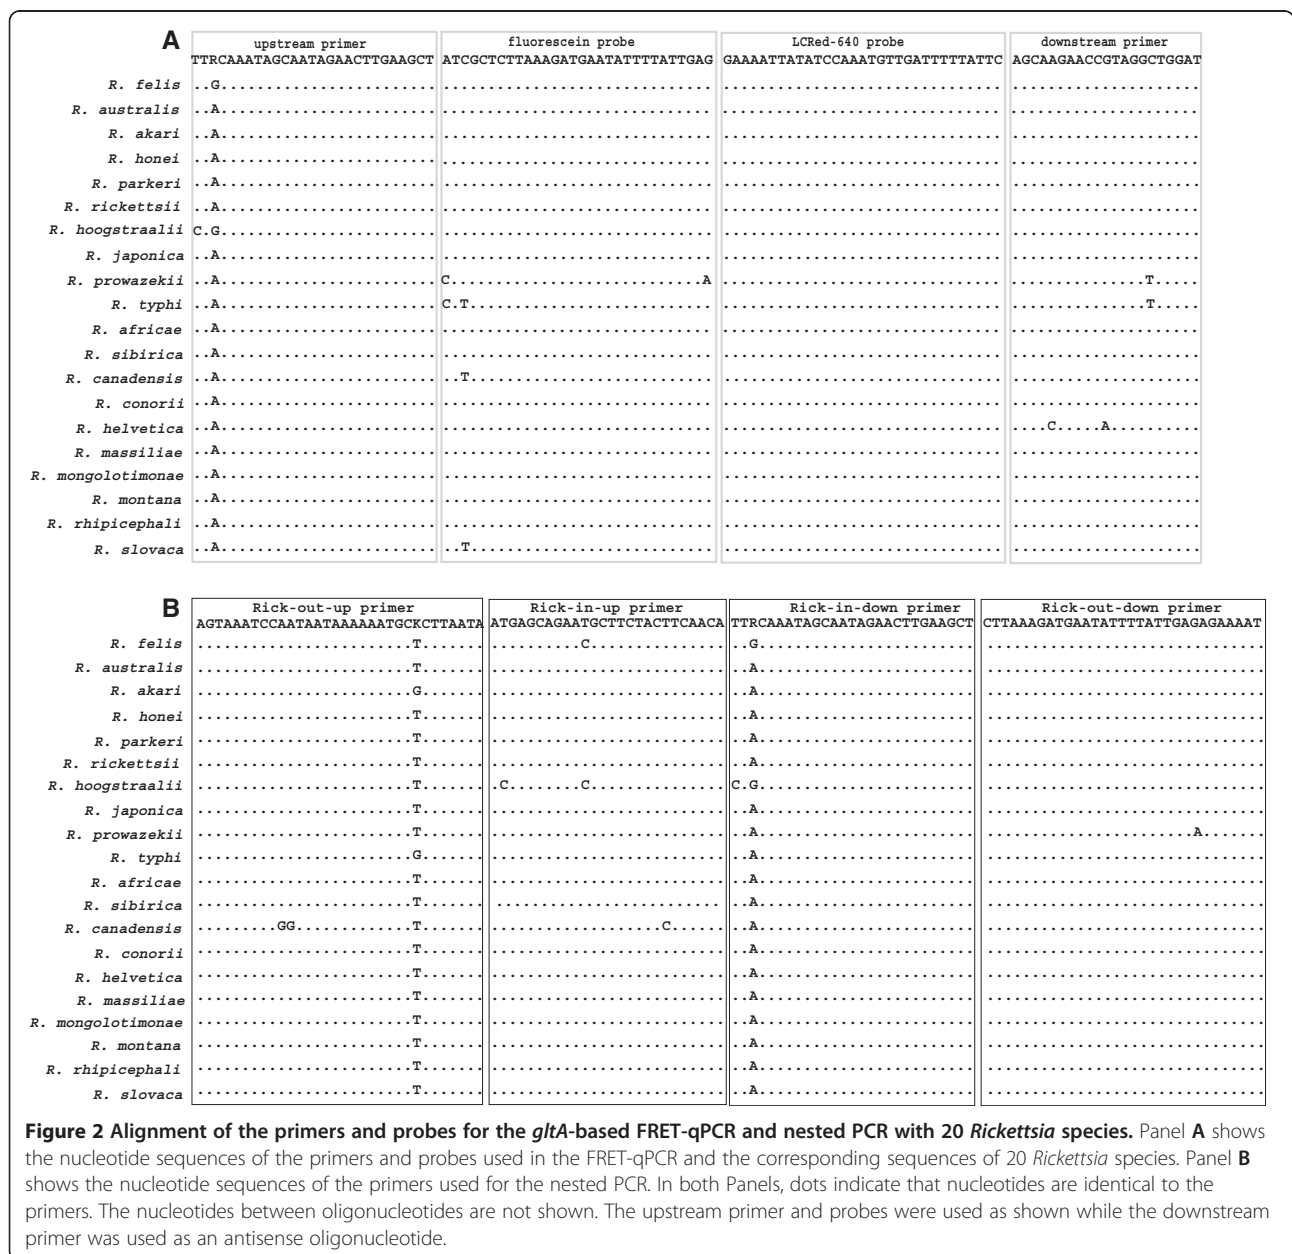 A
upstream primer fluorescein probe LCRed-640 probe downstream primer
TTRCAAATAGCAATAGAACTTGAAGCT ATCGCTCTTAAAGATGAATATTTTATTGAG GAAAATTATATCCAAATGTTGATTTTTATTC AGCAAGAACCGTAGGCTGGAT
R. felis ..G........................ .............................. ............................... .....................
R. australis ..A........................ .............................. ............................... .....................
R. akari ..A........................ .............................. ............................... .....................
R. honei ..A........................ .............................. ............................... .....................
R. parkeri ..A........................ .............................. ............................... .....................
R. rickettsii ..A........................ .............................. ............................... .....................
R. hoogstraalii C.G........................ .............................. ............................... .....................
R. japonica ..A........................ .............................. ............................... .....................
R. prowazekii ..A........................ C............................A ............................... ...............T.....
R. typhi ..A........................ C.T........................... ............................... ...............T.....
R. africae ..A........................ .............................. ............................... .....................
R. sibirica ..A........................ .............................. ............................... .....................
R. canadensis ..A........................ ..T........................... ............................... .....................
R. conorii ..A........................ .............................. ............................... .....................
R. helvetica ..A........................ .............................. ............................... ....C.....A..........
R. massiliae ..A........................ .............................. ............................... .....................
R. mongolotimonae ..A........................ .............................. ............................... .....................
R. montana ..A........................ .............................. ............................... .....................
R. rhipicephali ..A........................ .............................. ............................... .....................
R. slovaca ..A........................ ..T........................... ............................... .....................
B
Rick-out-up primer Rick-in-up primer Rick-in-down primer Rick-out-down primer
AGTAAATCCAATAATAAAAAATGCKCTTAATA ATGAGCAGAATGCTTCTACTTCAACA TTRCAAATAGCAATAGAACTTGAAGCT CTTAAAGATGAATATTTTATTGAGAGAAAAT
R. felis ........................T....... ..........C............... ..G........................ ...............................
R. australis ........................T....... .......................... ..A........................ ...............................
R. akari ........................G....... .......................... ..A........................ ...............................
R. honei ........................T....... .......................... ..A........................ ...............................
R. parkeri ........................T....... .......................... ..A........................ ...............................
R. rickettsii ........................T....... .......................... ..A........................ ...............................
R. hoogstraalii ........................T....... .C........C............... C.G........................ ...............................
R. japonica ........................T....... .......................... ..A........................ ...............................
R. prowazekii ........................T....... .......................... ..A........................ .......................A.......
R. typhi ........................G....... .......................... ..A........................ ...............................
R. africae ........................T....... .......................... ..A........................ ...............................
R. sibirica ........................T....... ......................... ..A........................ ...............................
R. canadensis .........GG.............T....... ...................C...... ..A........................ ...............................
R. conorii ........................T....... .......................... ..A........................ ...............................
R. helvetica ........................T....... .......................... ..A........................ ...............................
R. massiliae ........................T....... .......................... ..A........................ ...............................
R. mongolotimonae ........................T....... .......................... ..A........................ ...............................
R. montana ........................T....... .......................... ..A........................ ...............................
R. rhipicephali ........................T....... .......................... ..A........................ ...............................
R. slovaca ........................T....... .......................... ..A........................ ...............................
Figure 2 Alignment of the primers and probes for the gltA-based FRET-qPCR and nested PCR with 20 Rickettsia species. Panel A shows
the nucleotide sequences of the primers and probes used in the FRET-qPCR and the corresponding sequences of 20 Rickettsia species. Panel B
shows the nucleotide sequences of the primers used for the nested PCR. In both Panels, dots indicate that nucleotides are identical to the
primers. The nucleotides between oligonucleotides are not shown. The upstream primer and probes were used as shown while the downstream
primer was used as an antisense oligonucleotide.